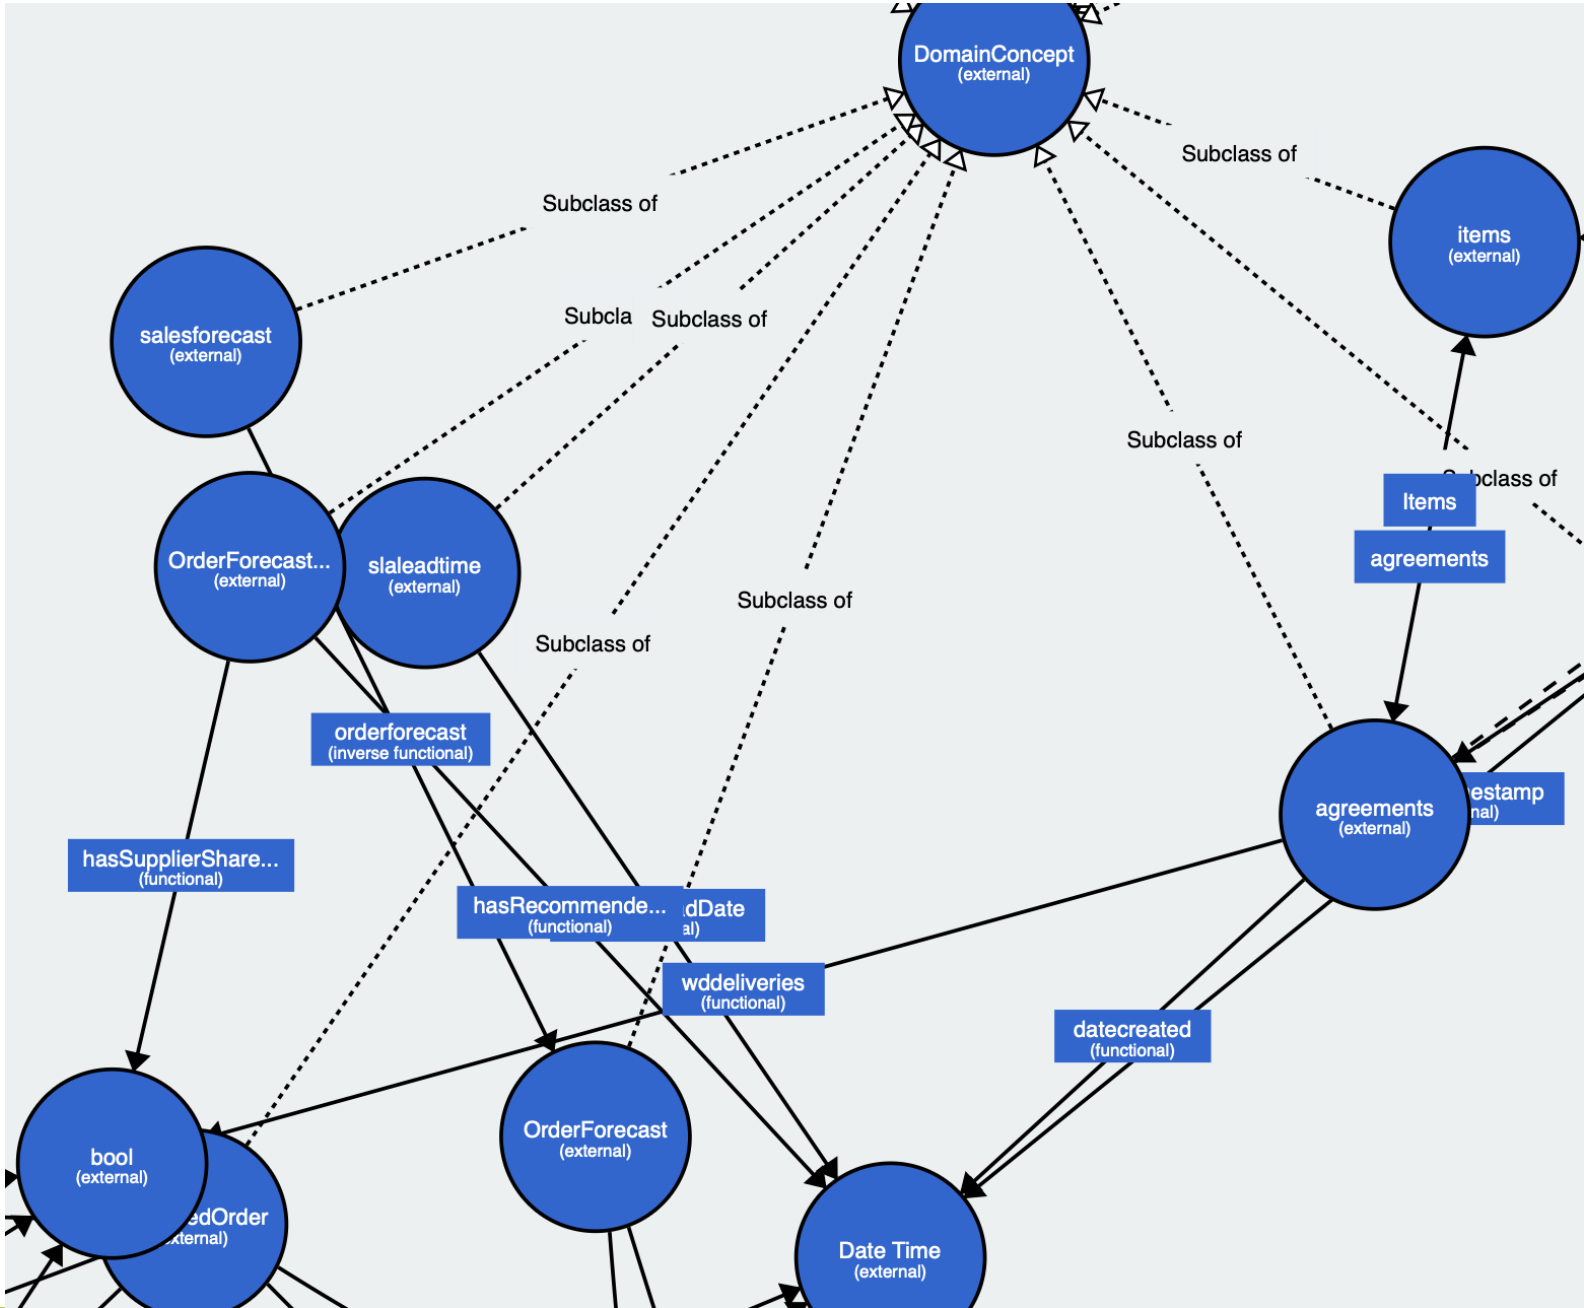 DomainConcept
(external)
Subclass of
items
(external)
Subclass of
salesforecast
(external)
Subcla
Subclass of
Subclass of
Subclass of
Items
agreements
OrderForecast...
(external)
slaleadtime
(external)
Subclass of
Subclass of
orderforecast
(inverse functional)
agreements
(external)
estamp
nal)
hasSupplierShare...
(functional)
hasRecommende...
(functional)
dDate
al)
wddeliveries
(functional)
datecreated
(functional)
bool
(external)
edOrder
xternal)
OrderForecast
(external)
Date Time
(external)